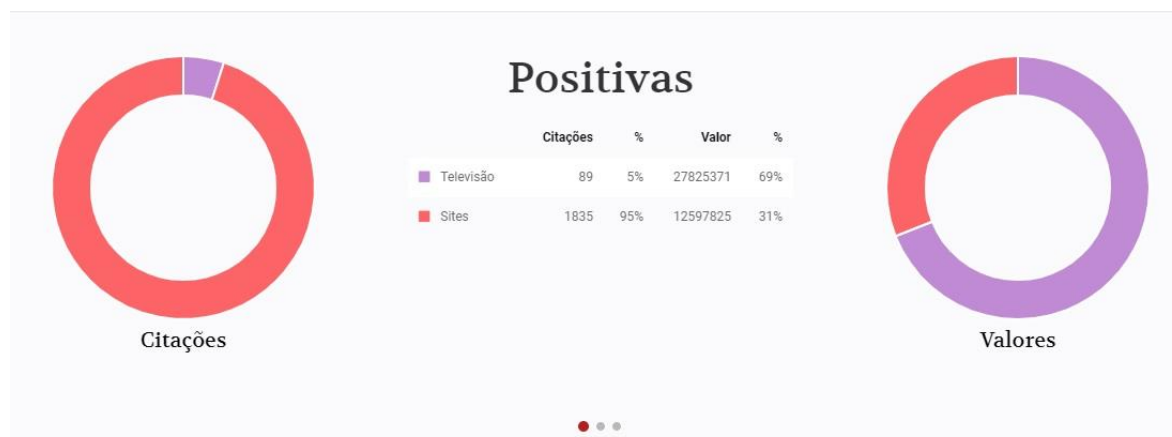 Positivas
Citações % Valor %
Televisão 89 5% 27825371 69%
Sites 1835 95% 12597825 31%
Citações
Valores